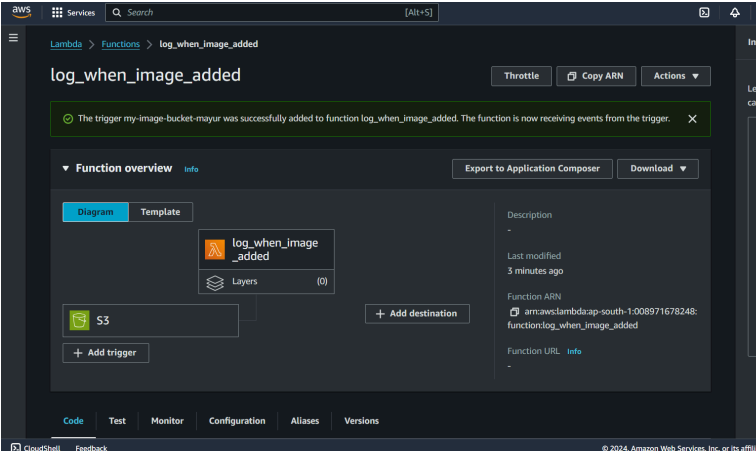 aws
Services
Search
[Alt+S]
Lambda > Functions > log_when_image_added
log_when_image_added
Throttle
Copy ARN
Actions
The trigger my-image-bucket-mayur was successfully added to function log_when_image_added. The function is now receiving events from the trigger.
Function overview Info
Export to Application Composer
Download
Diagram
Template
log_when_image
_added
Layers (0)
S3
+ Add destination
+ Add trigger
Description
-
Last modified
3 minutes ago
Function ARN
arn:aws:lambda:ap-south-1:008971678248:
function:log_when_image_added
Function URL Info
-
Code
Test
Monitor
Configuration
Aliases
Versions
In
Le
ca
CloudShell
Feedback
© 2024, Amazon Web Services, Inc. or its affili